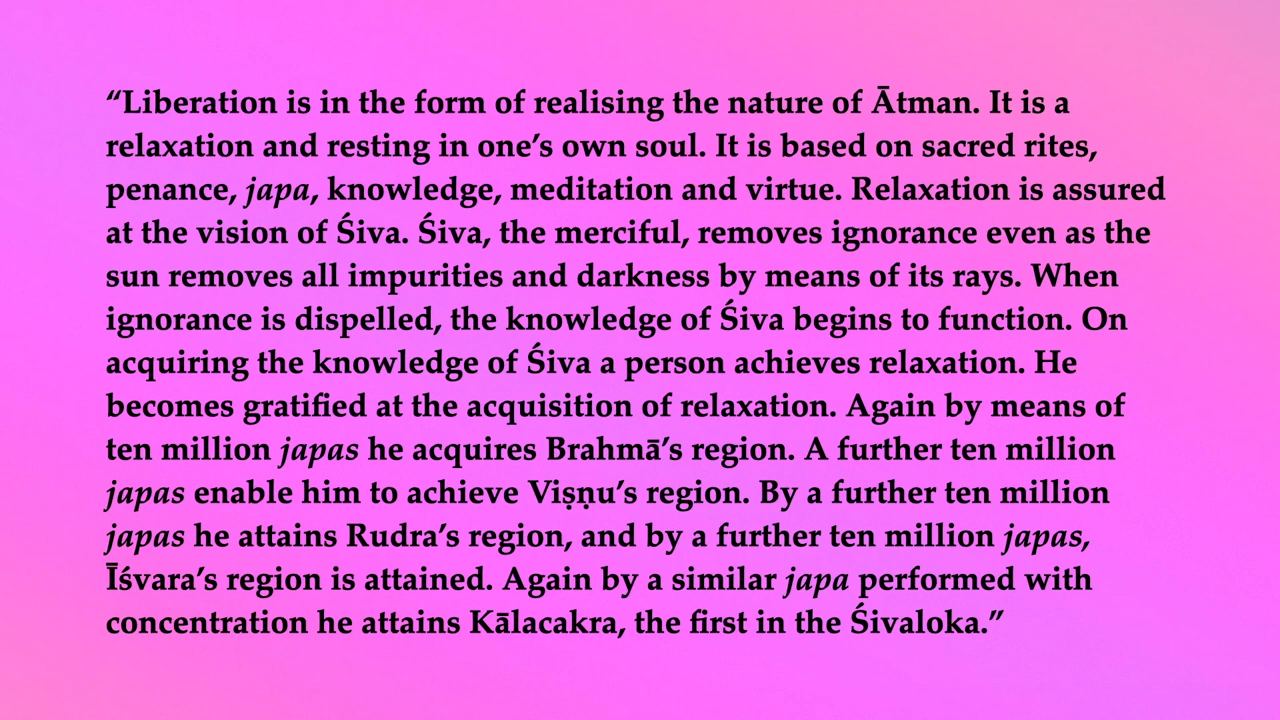 “Liberation is in the form of realising the nature of Ātman. It is a
relaxation and resting in one’s own soul. It is based on sacred rites,
penance, japa, knowledge, meditation and virtue. Relaxation is assured
at the vision of Śiva. Śiva, the merciful, removes ignorance even as the
sun removes all impurities and darkness by means of its rays. When
ignorance is dispelled, the knowledge of Śiva begins to function. On
acquiring the knowledge of Śiva a person achieves relaxation. He
becomes gratified at the acquisition of relaxation. Again by means of
ten million japas he acquires Brahmā’s region. A further ten million
japas enable him to achieve Viṣṇu’s region. By a further ten million
japas he attains Rudra’s region, and by a further ten million japas,
Īśvara’s region is attained. Again by a similar japa performed with
concentration he attains Kālacakra, the first in the Śivaloka.”